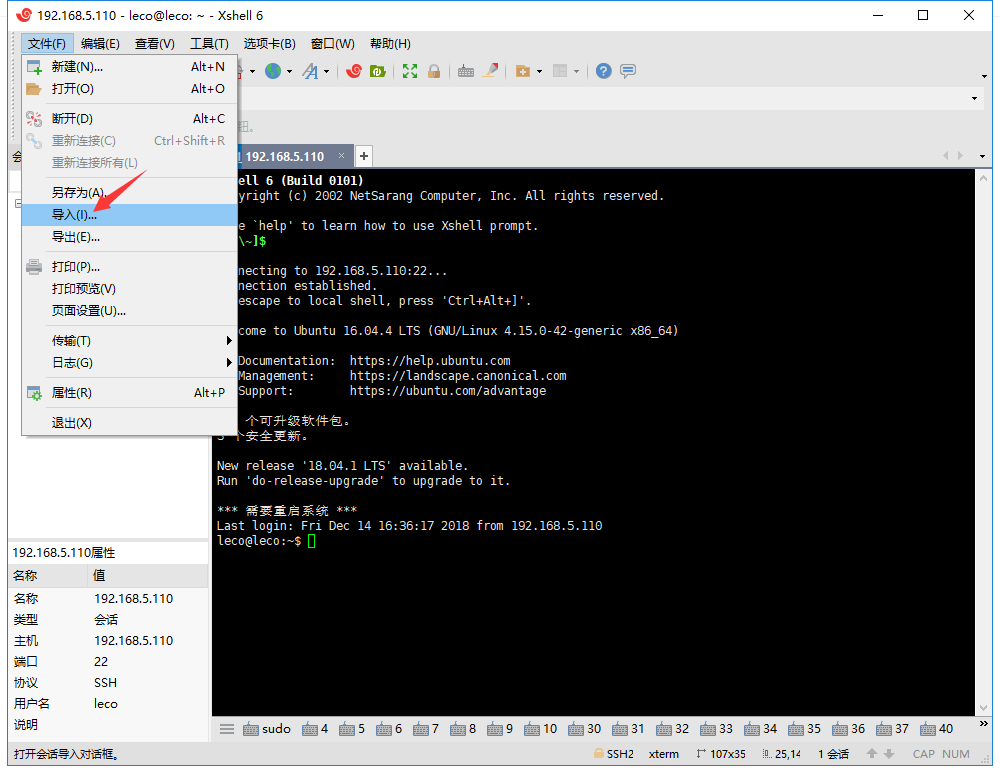 192.168.5.110 - leco@leco: ~ - Xshell 6
文件(F) 编辑(E) 查看(V) 工具(T) 选项卡(B) 窗口(W) 帮助(H)
新建(N)... Alt+N
打开(O) Alt+O
断开(D) Alt+C
重新连接(C) Ctrl+Shift+R
重新连接所有(L)
另存为(A)...
导入(I)...
导出(E)...
打印(P)...
打印预览(V)
页面设置(U)...
传输(T)
日志(G)
属性(R) Alt+P
退出(X)
钮。
会
192.168.5.110 × +
ell 6 (Build 0101)
yright (c) 2002 NetSarang Computer, Inc. All rights reserved.
e `help' to learn how to use Xshell prompt.
\~]$
necting to 192.168.5.110:22...
nection established.
escape to local shell, press 'Ctrl+Alt+]'.
come to Ubuntu 16.04.4 LTS (GNU/Linux 4.15.0-42-generic x86_64)
Documentation: https://help.ubuntu.com
Management: https://landscape.canonical.com
Support: https://ubuntu.com/advantage
个可升级软件包。
个安全更新。
New release '18.04.1 LTS' available.
Run 'do-release-upgrade' to upgrade to it.
*** 需要重启系统 ***
Last login: Fri Dec 14 16:36:17 2018 from 192.168.5.110
leco@leco:~$
192.168.5.110属性
名称 值
名称 192.168.5.110
类型 会话
主机 192.168.5.110
端口 22
协议 SSH
用户名 leco
说明
sudo 4 5 6 7 8 9 10 30 31 32 33 34 35 36 37 40 »
打开会话导入对话框。 SSH2 xterm 107x35 25,14 1 会话 CAP NUM